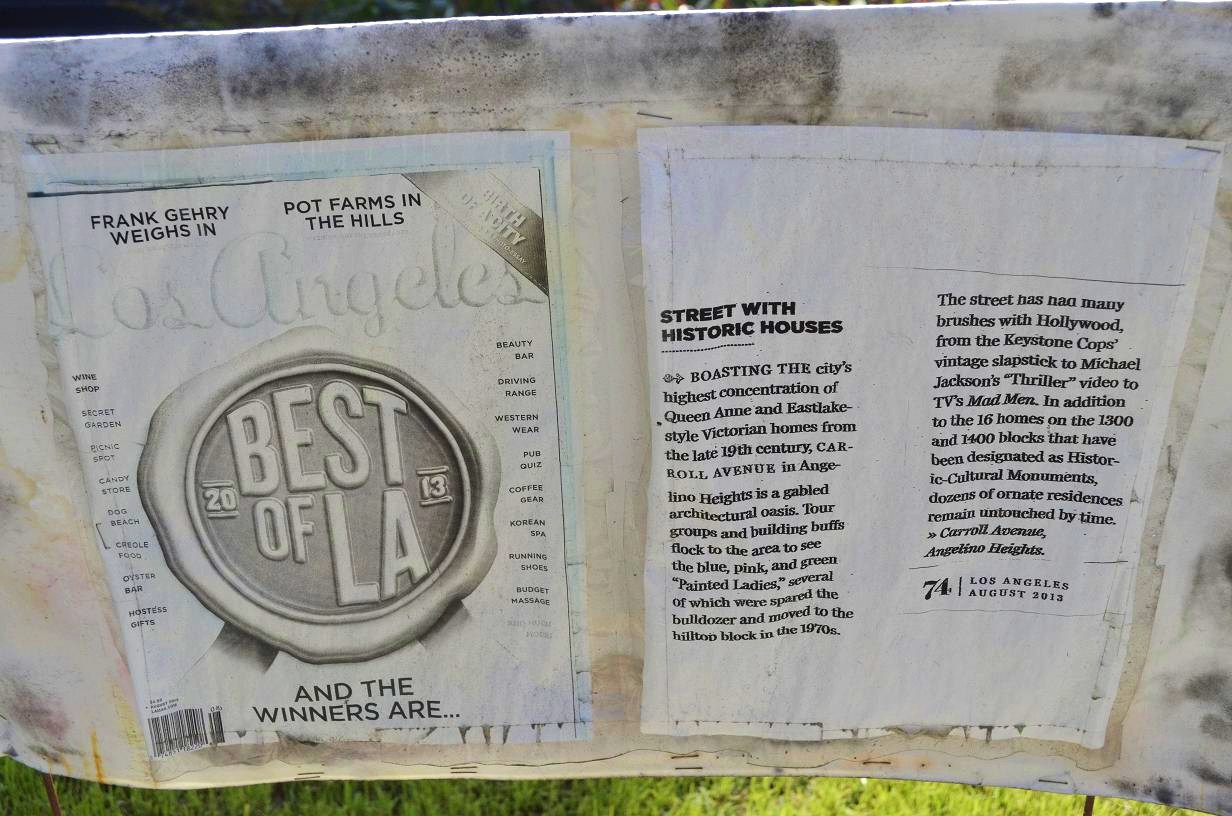 FRANK GEHRY
WEIGHS IN
POT FARMS IN
THE HILLS
BIRTH
OF A CITY
Los Angeles
WINE
SHOP
SECRET
GARDEN
PICNIC
SPOT
CANDY
STORE
DOG
BEACH
CREOLE
FOOD
OYSTER
BAR
HOSTESS
GIFTS
BEST
OF LA
20 13
BEAUTY
BAR
DRIVING
RANGE
WESTERN
WEAR
PUB
QUIZ
COFFEE
GEAR
KOREAN
SPA
RUNNING
SHOES
BUDGET
MASSAGE
AND THE
WINNERS ARE...
STREET WITH
HISTORIC HOUSES
BOASTING THE city's
highest concentration of
Queen Anne and Eastlake-
style Victorian homes from
the late 19th century, CAR-
ROLL AVENUE in Ange-
lino Heights is a gabled
architectural oasis. Tour
groups and building buffs
flock to the area to see
the blue, pink, and green
"Painted Ladies," several
of which were spared the
bulldozer and moved to the
hilltop block in the 1970s.
The street has had many
brushes with Hollywood,
from the Keystone Cops'
vintage slapstick to Michael
Jackson's "Thriller" video to
TV's Mad Men. In addition
to the 16 homes on the 1300
and 1400 blocks that have
been designated as Histor-
ic-Cultural Monuments,
dozens of ornate residences
remain untouched by time.
» Carroll Avenue,
Angelino Heights.
74 | LOS ANGELES
AUGUST 2013